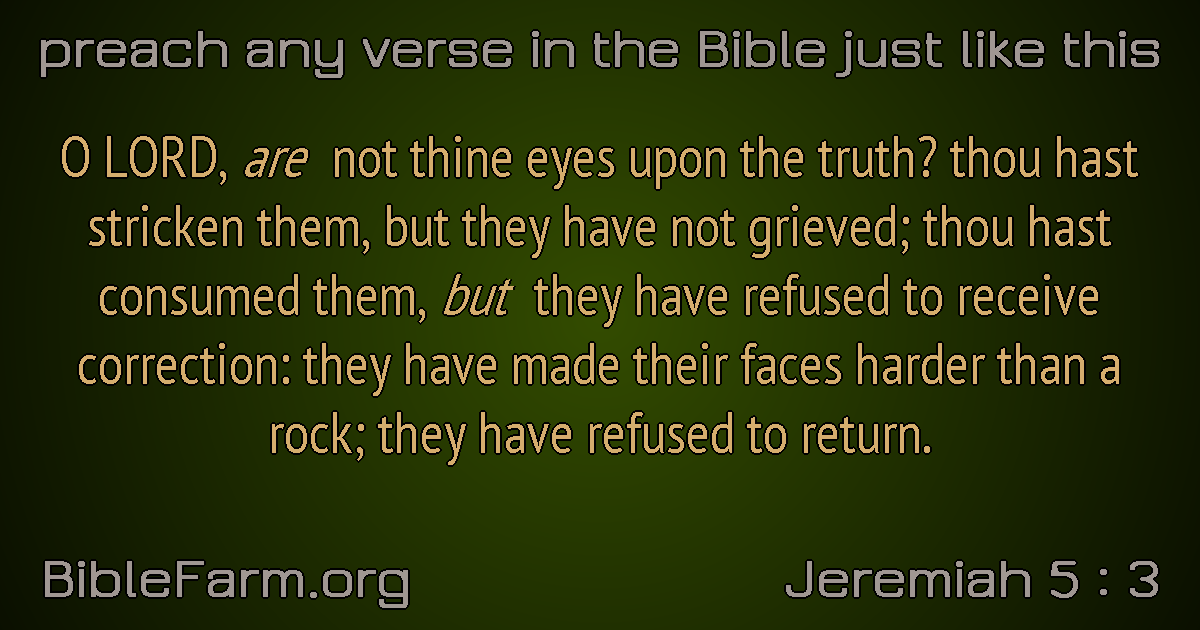 preach any verse in the Bible just like this
O LORD, are not thine eyes upon the truth? thou hast
stricken them, but they have not grieved; thou hast
consumed them, but they have refused to receive
correction: they have made their faces harder than a
rock; they have refused to return.
BibleFarm.org
Jeremiah 5 : 3